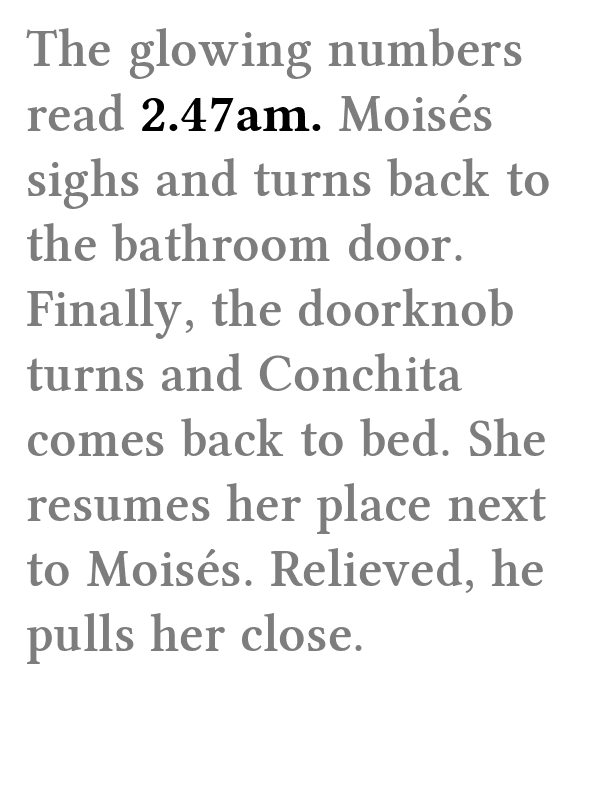 The glowing numbers
read 2.47am. Moisés
sighs and turns back to
the bathroom door.
Finally, the doorknob
turns and Conchita
comes back to bed. She
resumes her place next
to Moisés. Relieved, he
pulls her close.